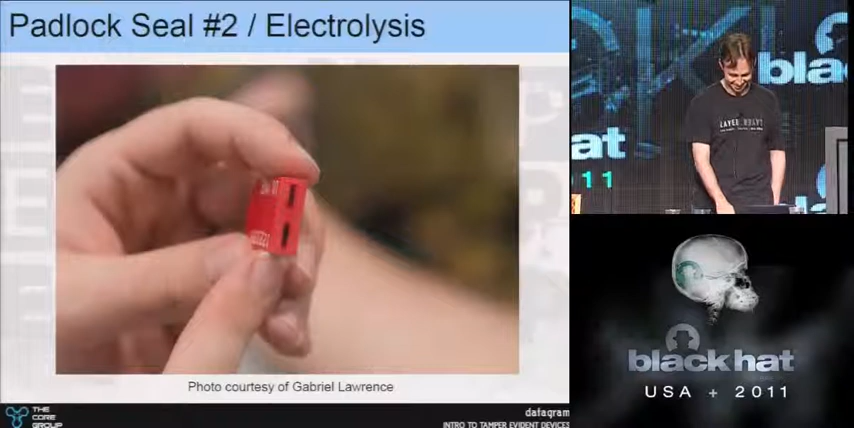 Padlock Seal #2 / Electrolysis
Photo courtesy of Gabriel Lawrence
THE
CORE
GROUP
datagram
INTRO TO TAMPER EVIDENT DEVICES
black hat
USA + 2011